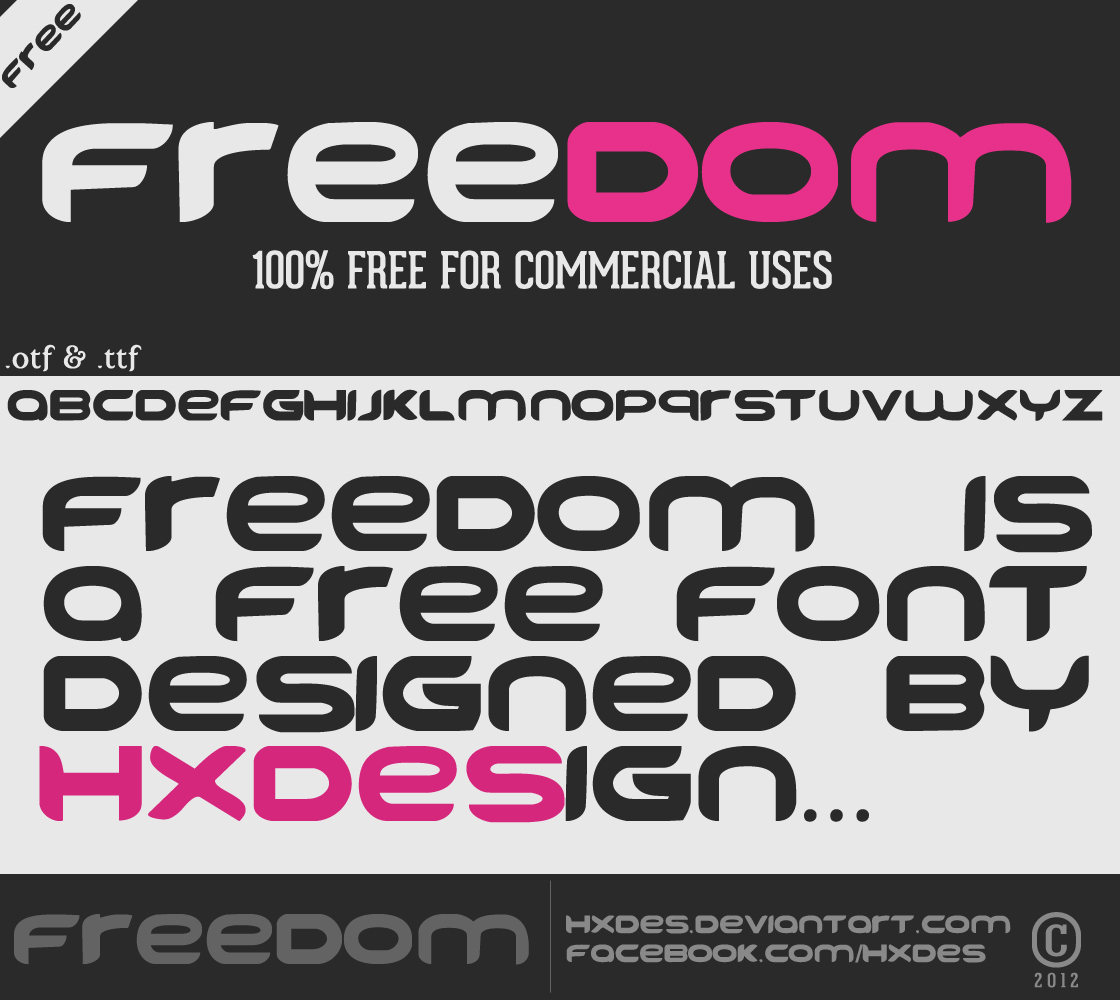 Free
FreeDom
100% FREE FOR COMMERCIAL USES
.otf & .ttf
aBCDeFGHIJKLmnOPqrSTUVWXYZ
FreeDom IS
a Free FonT
DeSIGneD BY
HXDeSIGn...
FreeDom
HXDeS.DeVIanTarT.Com
FaCeBooK.Com/HXDeS
©
2012